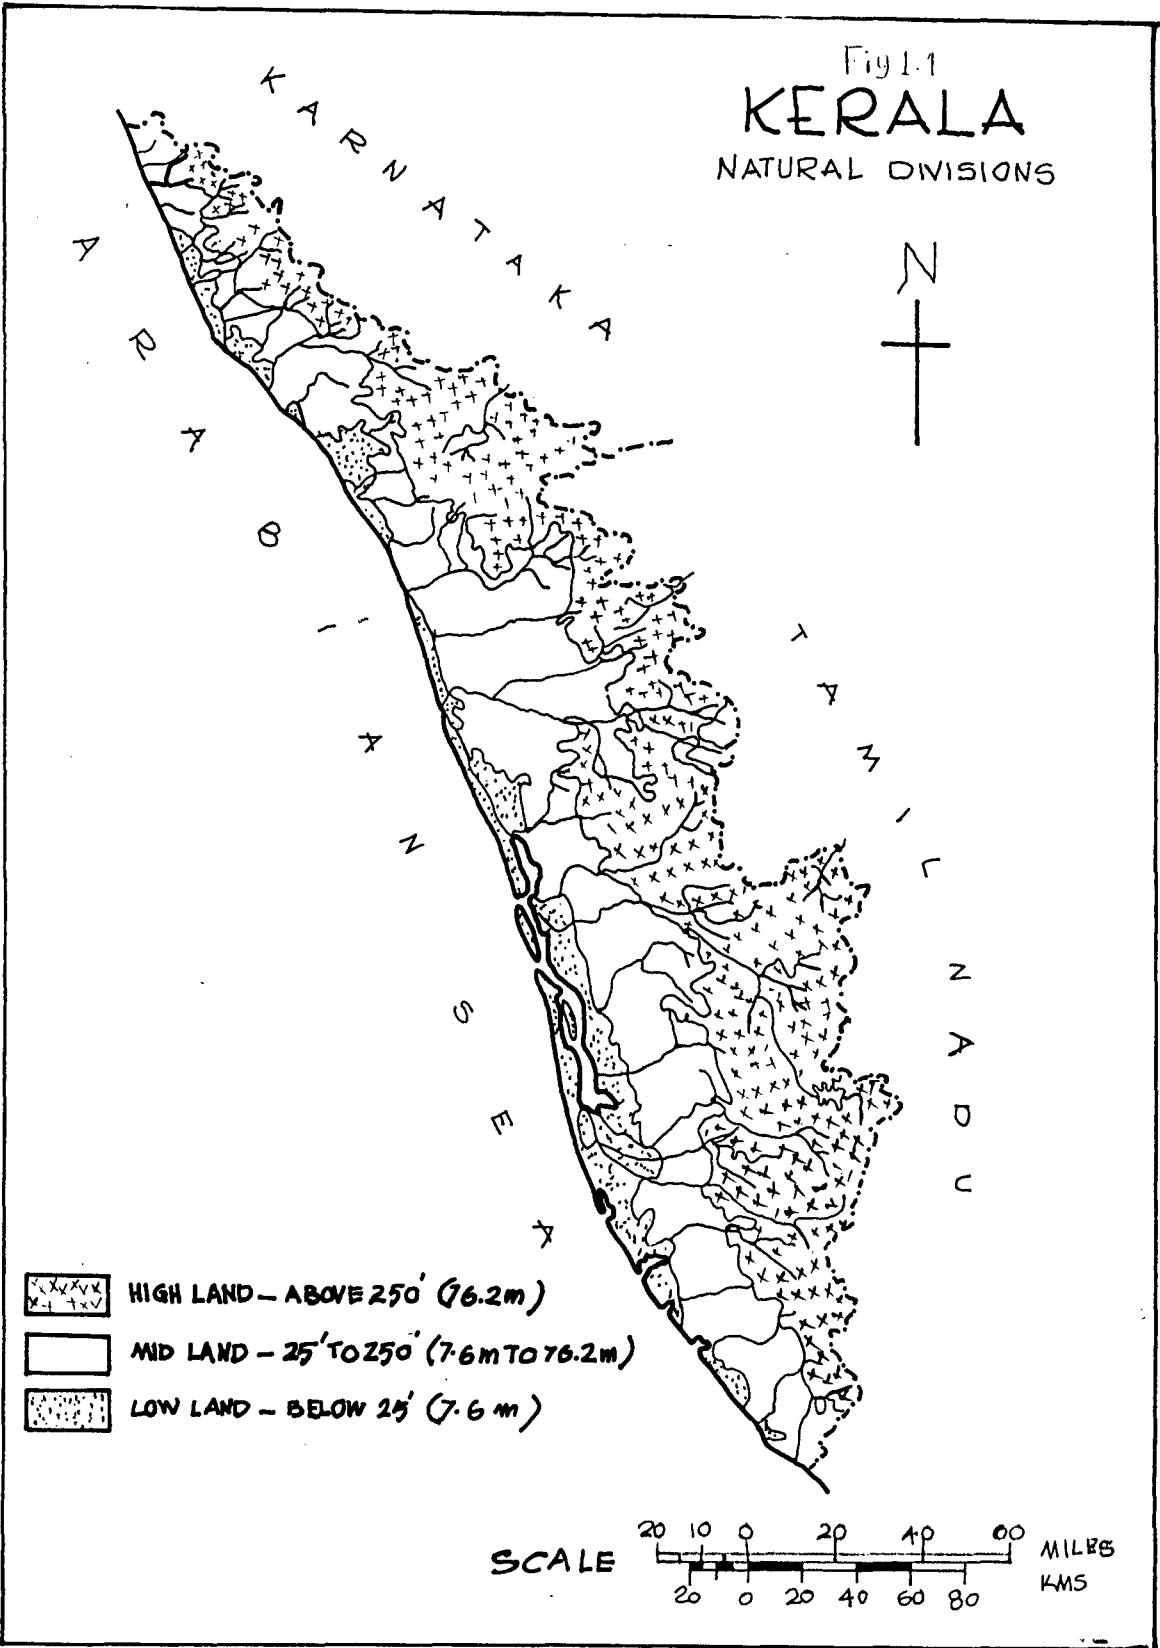 Fig 1.1
KERALA
NATURAL DIVISIONS
N
KARNATAKA
ARABIAN SEA
TAMIL NADU
HIGH LAND - ABOVE 250' (76.2m)
MID LAND - 25' TO 250' (7.6m TO 76.2m)
LOW LAND - BELOW 25' (7.6 m)
20 10 0 20 40 60 MILES
SCALE
20 0 20 40 60 80 KMS